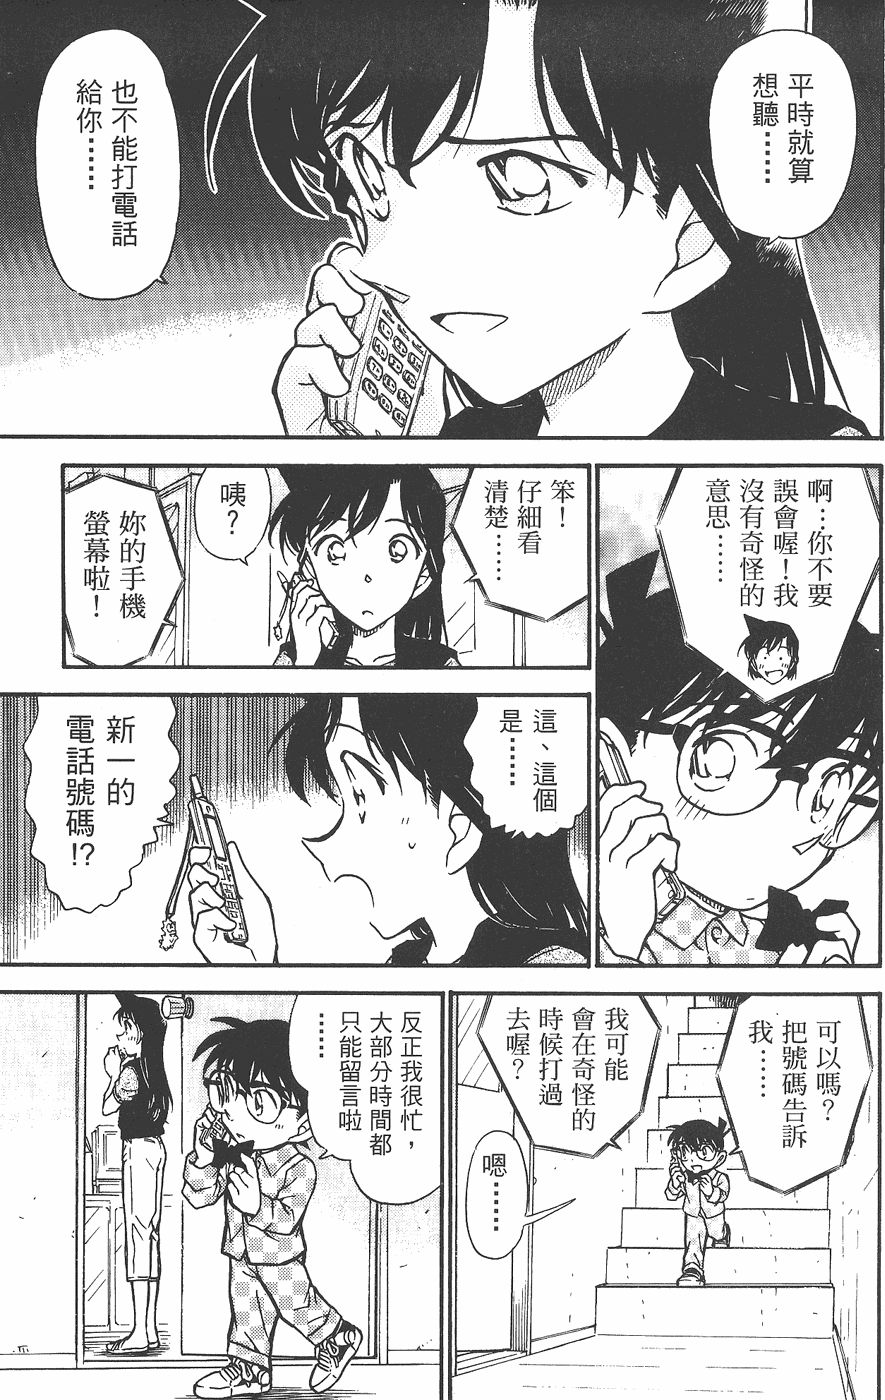 平時就算
想聽……
也不能打電話
給你……
啊…你不要
誤會喔！我
沒有奇怪的
意思……
笨！
仔細看
清楚……
咦？
妳的手機
螢幕啦！
這、這個
是……
新一的
電話號碼!?
可以嗎？
把號碼告訴
我……
我可能
會在奇怪的
時候打過
去喔？
嗯……
反正我很忙，
大部分時間都
只能留言啦
……